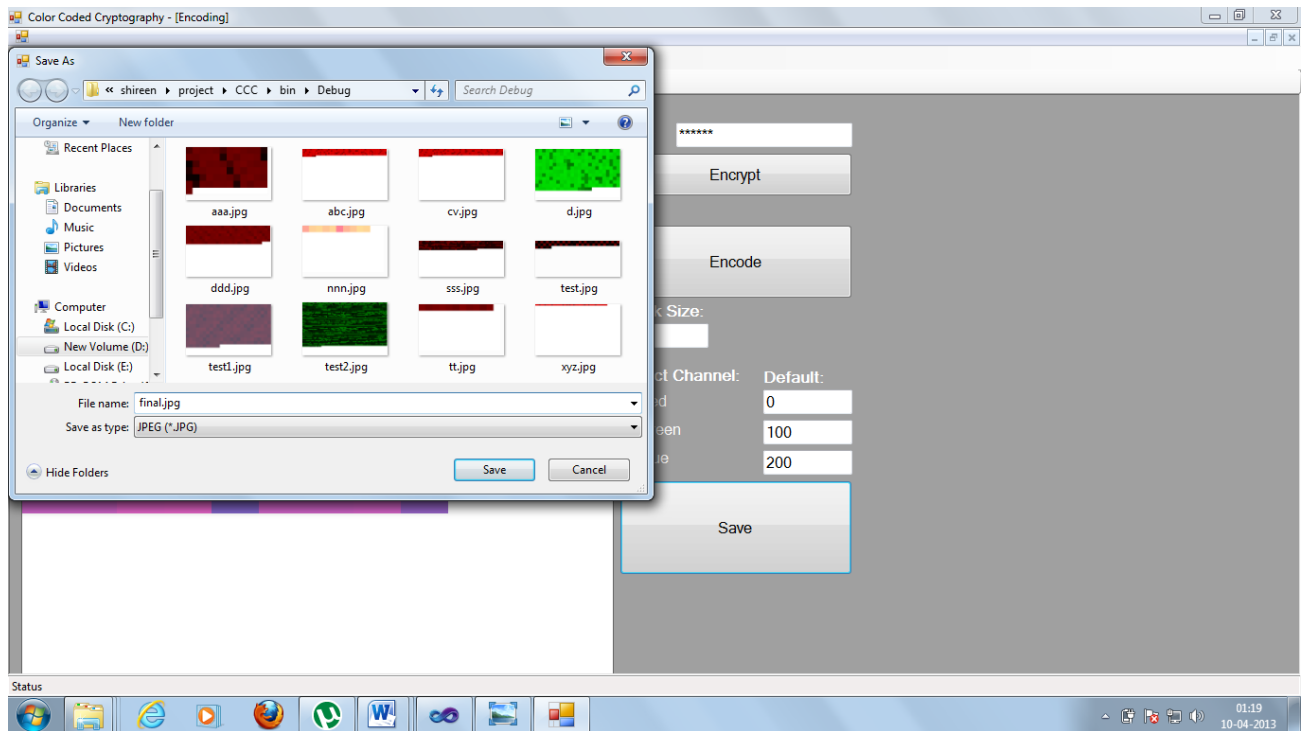 Color Coded Cryptography - [Encoding]
Save As
« shireen ▸ project ▸ CCC ▸ bin ▸ Debug
Search Debug
Organize
New folder
Recent Places
Libraries
Documents
Music
Pictures
Videos
Computer
Local Disk (C:)
New Volume (D:)
Local Disk (E:)
aaa.jpg
abc.jpg
cv.jpg
d.jpg
ddd.jpg
nnn.jpg
sss.jpg
test.jpg
test1.jpg
test2.jpg
tt.jpg
xyz.jpg
File name: final.jpg
Save as type: JPEG (*.JPG)
Hide Folders
Save
Cancel
******
Encrypt
Encode
Size:
Channel:
Default:
0
100
200
Save
Status
01:19
10-04-2013